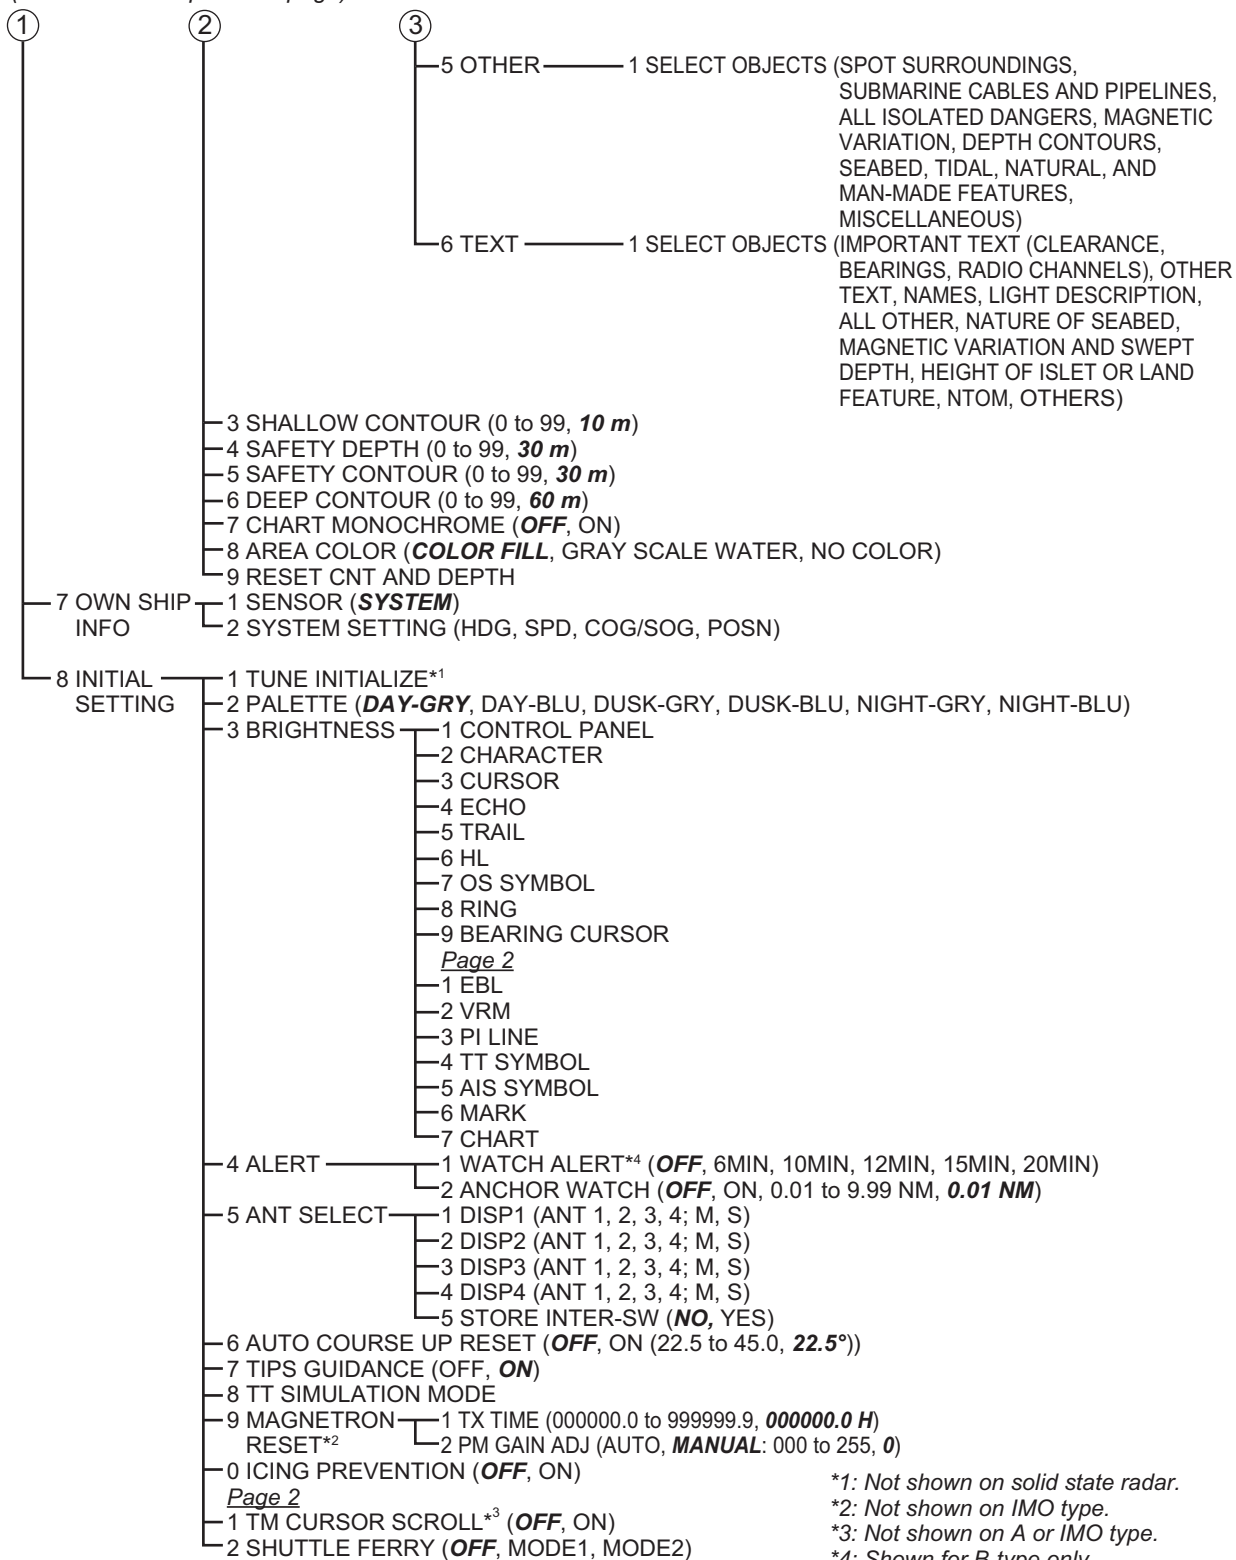 1 2 3
5 OTHER 1 SELECT OBJECTS (SPOT SURROUNDINGS,
SUBMARINE CABLES AND PIPELINES,
ALL ISOLATED DANGERS, MAGNETIC
VARIATION, DEPTH CONTOURS,
SEABED, TIDAL, NATURAL, AND
MAN-MADE FEATURES,
MISCELLANEOUS)
6 TEXT 1 SELECT OBJECTS (IMPORTANT TEXT (CLEARANCE,
BEARINGS, RADIO CHANNELS), OTHER
TEXT, NAMES, LIGHT DESCRIPTION,
ALL OTHER, NATURE OF SEABED,
MAGNETIC VARIATION AND SWEPT
DEPTH, HEIGHT OF ISLET OR LAND
FEATURE, NTOM, OTHERS)
3 SHALLOW CONTOUR (0 to 99, 10 m)
4 SAFETY DEPTH (0 to 99, 30 m)
5 SAFETY CONTOUR (0 to 99, 30 m)
6 DEEP CONTOUR (0 to 99, 60 m)
7 CHART MONOCHROME (OFF, ON)
8 AREA COLOR (COLOR FILL, GRAY SCALE WATER, NO COLOR)
9 RESET CNT AND DEPTH
7 OWN SHIP 1 SENSOR (SYSTEM)
INFO 2 SYSTEM SETTING (HDG, SPD, COG/SOG, POSN)
8 INITIAL 1 TUNE INITIALIZE*1
SETTING 2 PALETTE (DAY-GRY, DAY-BLU, DUSK-GRY, DUSK-BLU, NIGHT-GRY, NIGHT-BLU)
3 BRIGHTNESS 1 CONTROL PANEL
2 CHARACTER
3 CURSOR
4 ECHO
5 TRAIL
6 HL
7 OS SYMBOL
8 RING
9 BEARING CURSOR
Page 2
1 EBL
2 VRM
3 PI LINE
4 TT SYMBOL
5 AIS SYMBOL
6 MARK
7 CHART
4 ALERT 1 WATCH ALERT*4 (OFF, 6MIN, 10MIN, 12MIN, 15MIN, 20MIN)
2 ANCHOR WATCH (OFF, ON, 0.01 to 9.99 NM, 0.01 NM)
5 ANT SELECT 1 DISP1 (ANT 1, 2, 3, 4; M, S)
2 DISP2 (ANT 1, 2, 3, 4; M, S)
3 DISP3 (ANT 1, 2, 3, 4; M, S)
4 DISP4 (ANT 1, 2, 3, 4; M, S)
5 STORE INTER-SW (NO, YES)
6 AUTO COURSE UP RESET (OFF, ON (22.5 to 45.0, 22.5°))
7 TIPS GUIDANCE (OFF, ON)
8 TT SIMULATION MODE
9 MAGNETRON 1 TX TIME (000000.0 to 999999.9, 000000.0 H)
RESET*2 2 PM GAIN ADJ (AUTO, MANUAL: 000 to 255, 0)
0 ICING PREVENTION (OFF, ON)
Page 2
1 TM CURSOR SCROLL*3 (OFF, ON)
2 SHUTTLE FERRY (OFF, MODE1, MODE2)
*1: Not shown on solid state radar.
*2: Not shown on IMO type.
*3: Not shown on A or IMO type.
*4: Shown for B type only